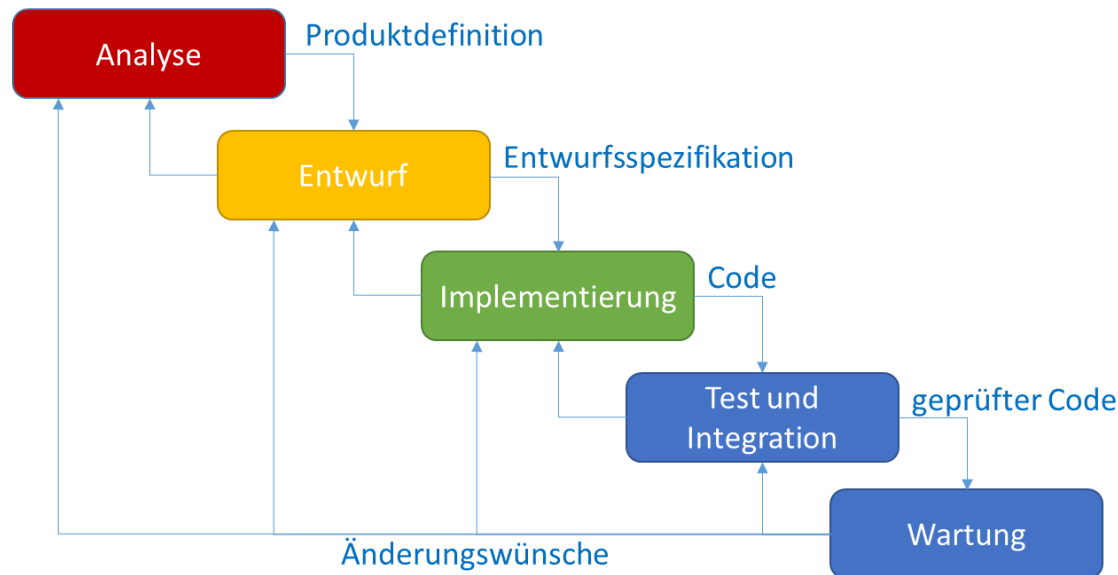 Produktdefinition
Analyse
Entwurfsspezifikation
Entwurf
Code
Implementierung
Test und
Integration
geprüfter Code
Wartung
Änderungswünsche